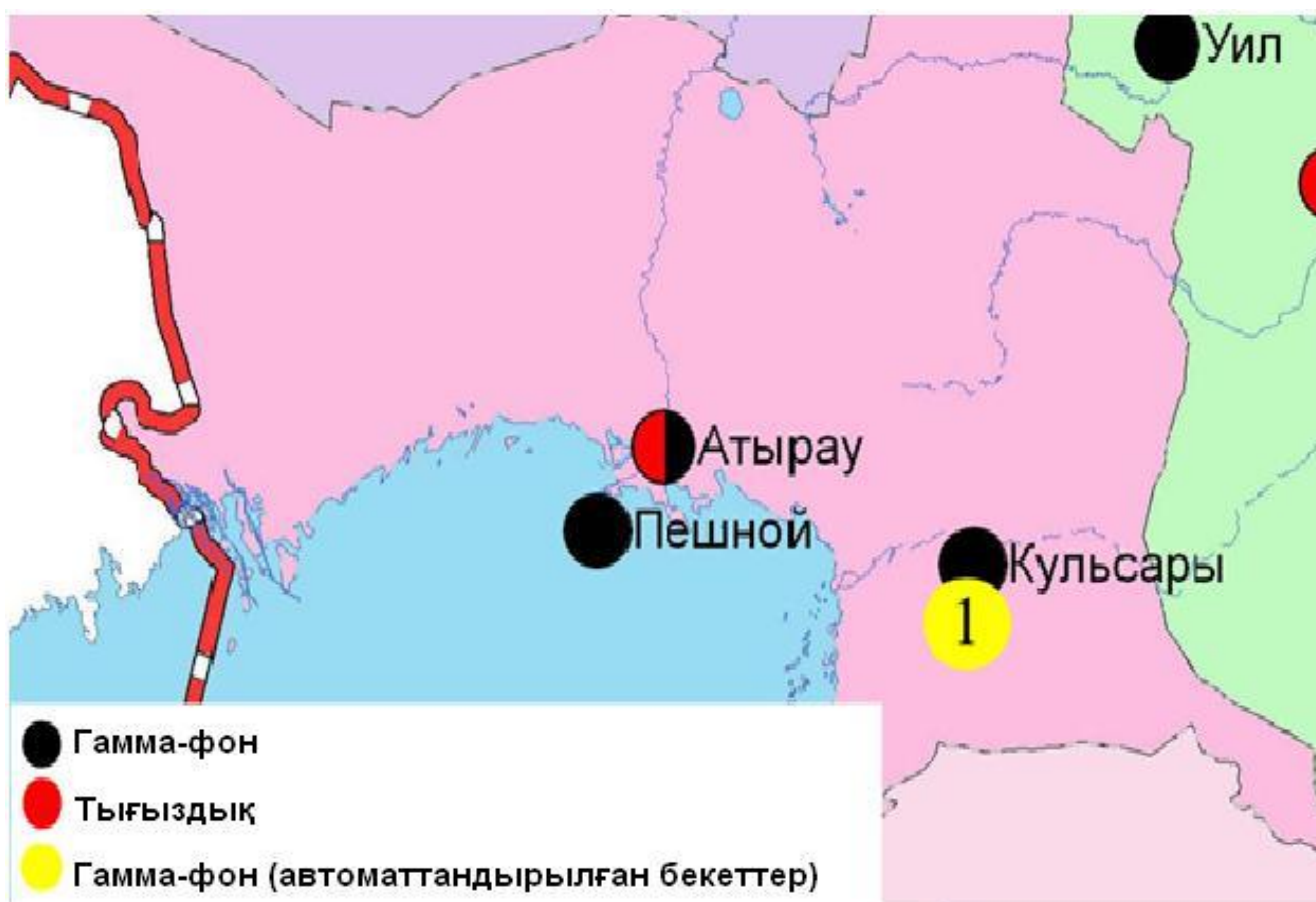 Уил
Атырау
Пешной
Кульсары
1
Гамма-фон
Тығыздық
Гамма-фон (автоматтандырылған бекеттер)